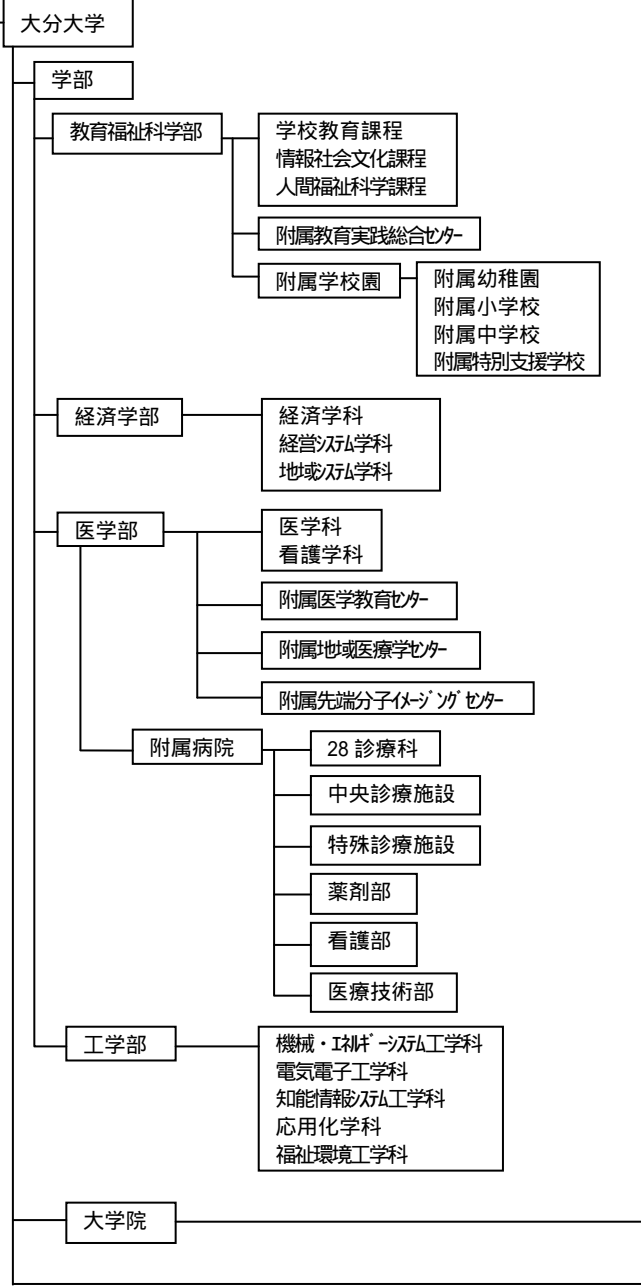 大分大学
学部
教育福祉科学部
学校教育課程
情報社会文化課程
人間福祉科学課程
附属教育実践総合ｾﾝﾀｰ
附属学校園
附属幼稚園
附属小学校
附属中学校
附属特別支援学校
経済学部
経済学科
経営ｼｽﾃﾑ学科
地域ｼｽﾃﾑ学科
医学部
医学科
看護学科
附属医学教育ｾﾝﾀｰ
附属地域医療学ｾﾝﾀｰ
附属先端分子ｲﾒｰｼﾞﾝｸﾞｾﾝﾀｰ
附属病院
28 診療科
中央診療施設
特殊診療施設
薬剤部
看護部
医療技術部
工学部
機械・ｴﾈﾙｷﾞｰｼｽﾃﾑ工学科
電気電子工学科
知能情報ｼｽﾃﾑ工学科
応用化学科
福祉環境工学科
大学院